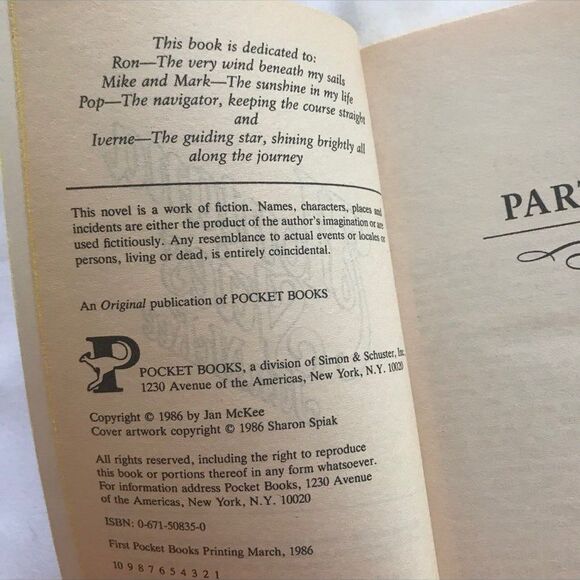 This book is dedicated to:
Ron—The very wind beneath my sails
Mike and Mark—The sunshine in my life
Pop—The navigator, keeping the course straight
and
Iverne—The guiding star, shining brightly all
along the journey
This novel is a work of fiction. Names, characters, places and
incidents are either the product of the author's imagination or are
used fictitiously. Any resemblance to actual events or locales or
persons, living or dead, is entirely coincidental.
An Original publication of POCKET BOOKS
P
POCKET BOOKS, a division of Simon & Schuster, Inc.
1230 Avenue of the Americas, New York, N.Y. 10020
Copyright © 1986 by Jan McKee
Cover artwork copyright © 1986 Sharon Spiak
All rights reserved, including the right to reproduce
this book or portions thereof in any form whatsoever.
For information address Pocket Books, 1230 Avenue
of the Americas, New York, N.Y. 10020
ISBN: 0-671-50835-0
First Pocket Books Printing March, 1986
10 9 8 7 6 5 4 3 2 1
PART